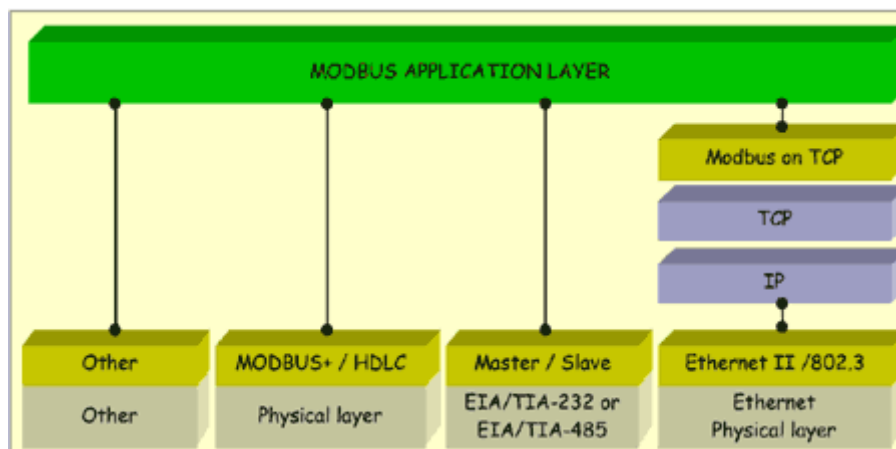 MODBUS APPLICATION LAYER
Modbus on TCP
TCP
IP
Other
MODBUS+ / HDLC
Master / Slave
Ethernet II /802.3
Other
Physical layer
EIA/TIA-232 or
EIA/TIA-485
Ethernet
Physical layer